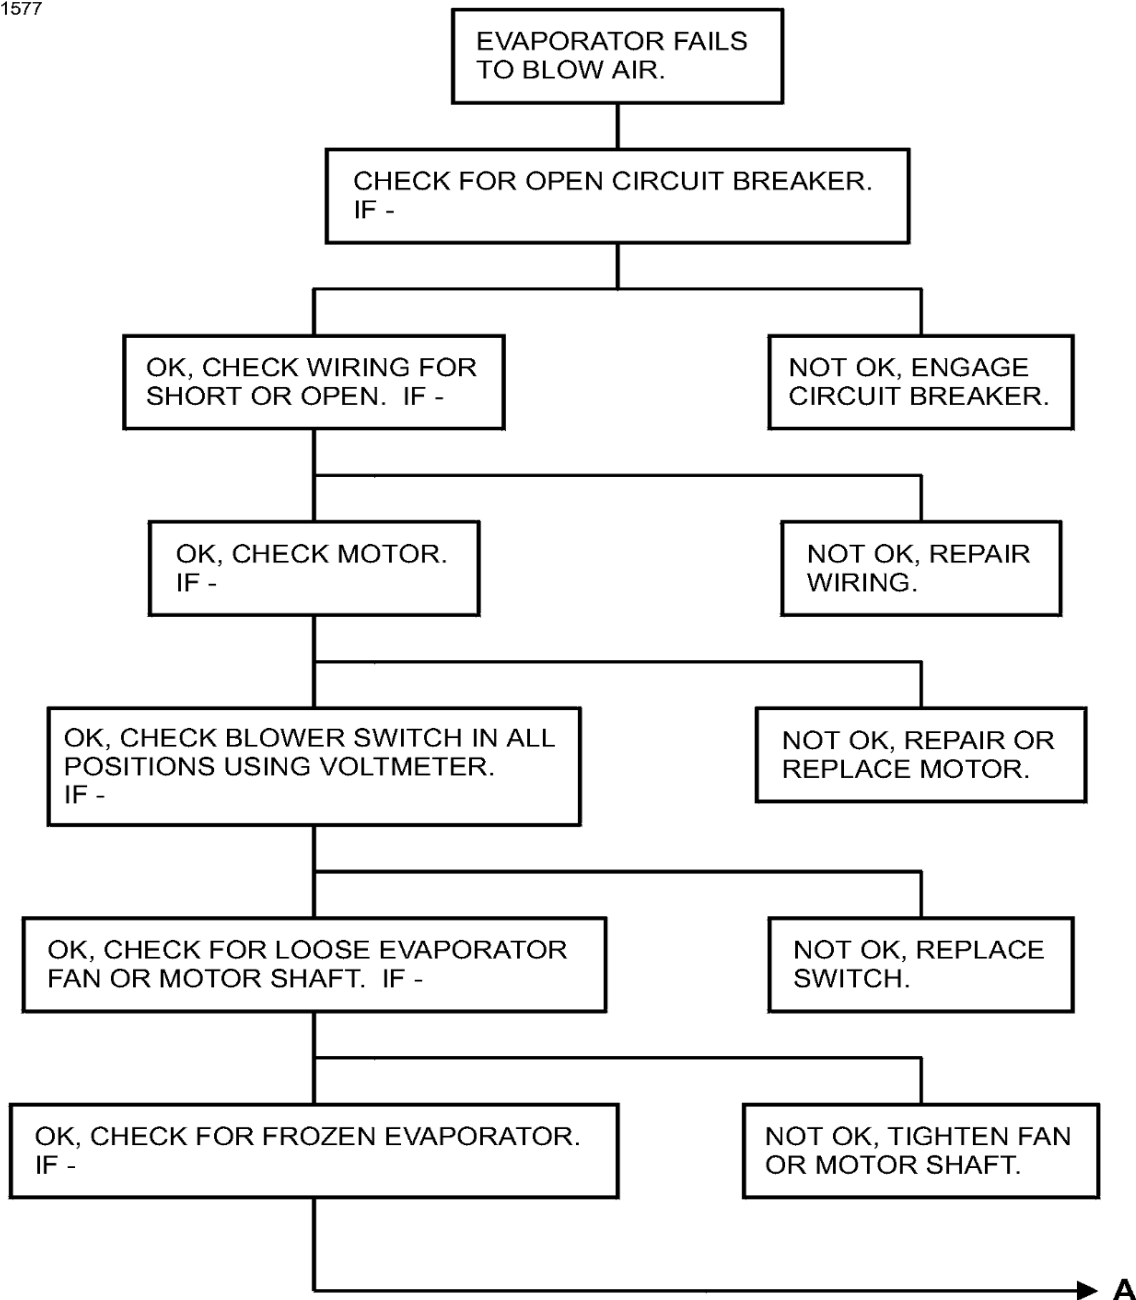 1577
EVAPORATOR FAILS
TO BLOW AIR.
CHECK FOR OPEN CIRCUIT BREAKER.
IF -
OK, CHECK WIRING FOR
SHORT OR OPEN.  IF -
NOT OK, ENGAGE
CIRCUIT BREAKER.
OK, CHECK MOTOR.
IF -
NOT OK, REPAIR
WIRING.
OK, CHECK BLOWER SWITCH IN ALL
POSITIONS USING VOLTMETER.
IF -
NOT OK, REPAIR OR
REPLACE MOTOR.
OK, CHECK FOR LOOSE EVAPORATOR
FAN OR MOTOR SHAFT.  IF -
NOT OK, REPLACE
SWITCH.
OK, CHECK FOR FROZEN EVAPORATOR.
IF -
NOT OK, TIGHTEN FAN
OR MOTOR SHAFT.
A